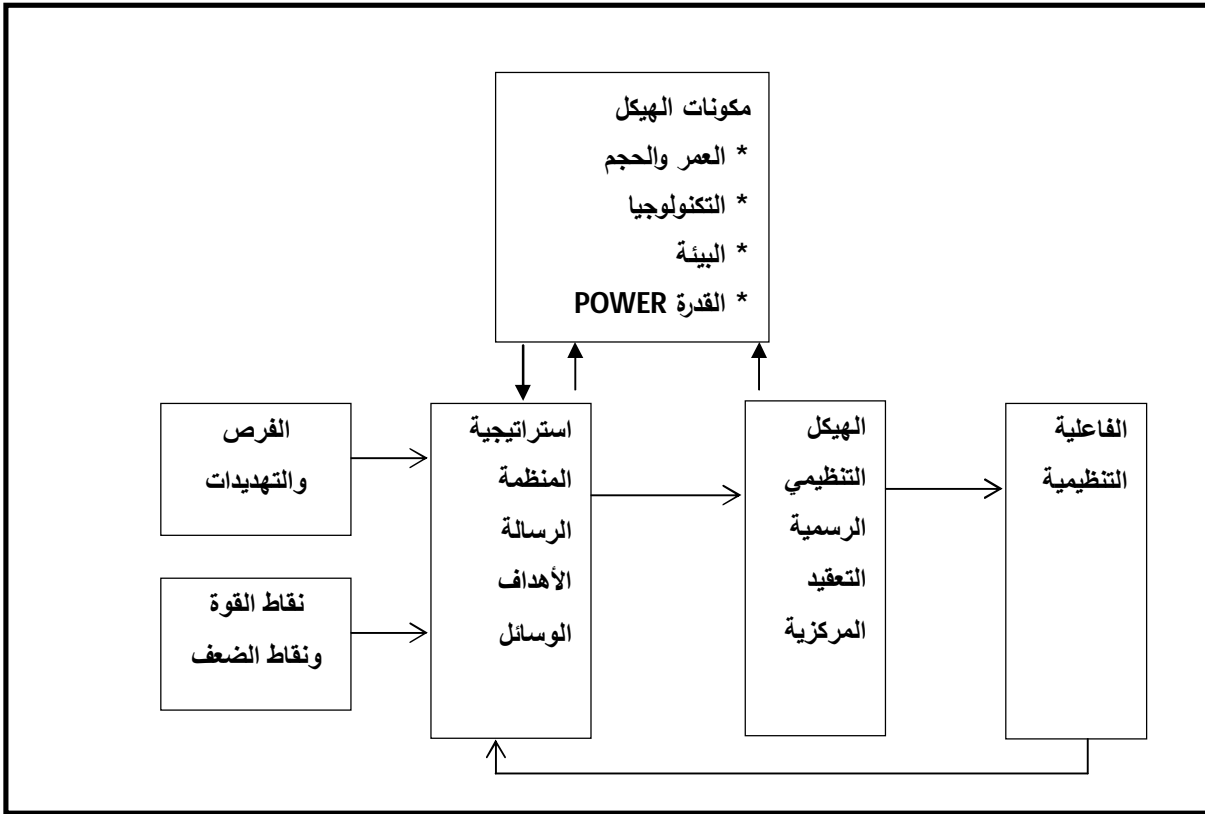 مكونات الهيكل
* العمر والحجم
* التكنولوجيا
* البيئة
* القدرة POWER
الفرص
والتهديدات
نقاط القوة
ونقاط الضعف
استراتيجية
المنظمة
الرسالة
الأهداف
الوسائل
الهيكل
التنظيمي
الرسمية
التعقيد
المركزية
الفاعلية
التنظيمية